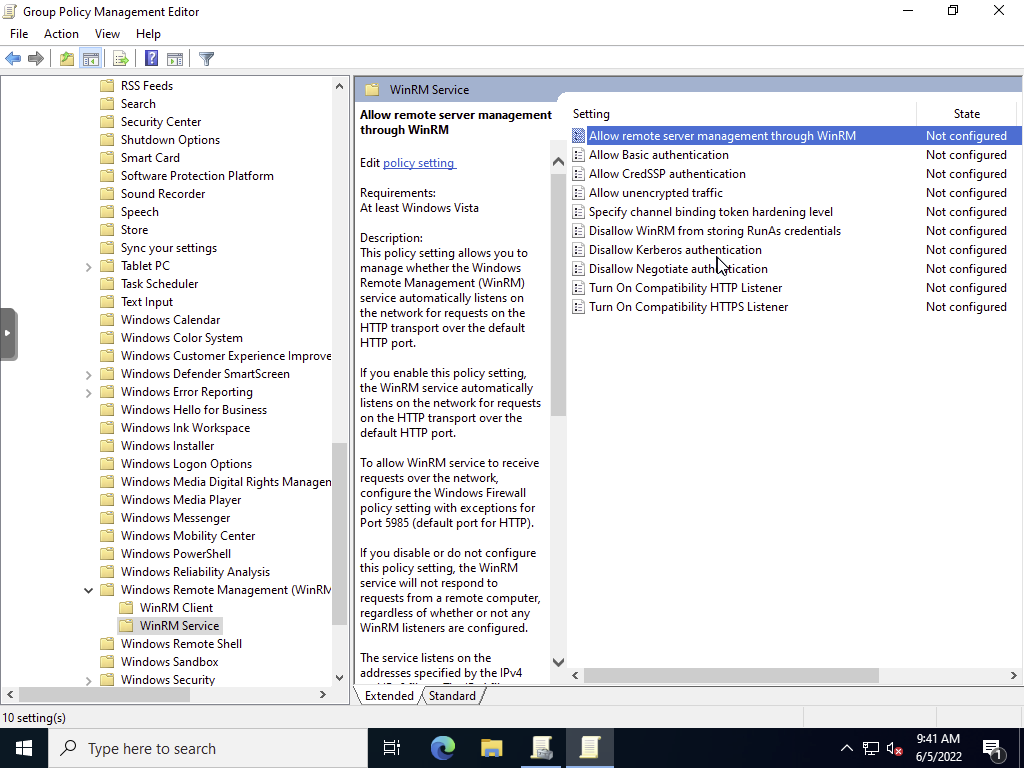 Group Policy Management Editor
File Action View Help
RSS Feeds
Search
Security Center
Shutdown Options
Smart Card
Software Protection Platform
Sound Recorder
Speech
Store
Sync your settings
Tablet PC
Task Scheduler
Text Input
Windows Calendar
Windows Color System
Windows Customer Experience Improve
Windows Defender SmartScreen
Windows Error Reporting
Windows Hello for Business
Windows Ink Workspace
Windows Installer
Windows Logon Options
Windows Media Digital Rights Managen
Windows Media Player
Windows Messenger
Windows Mobility Center
Windows PowerShell
Windows Reliability Analysis
Windows Remote Management (WinRM
WinRM Client
WinRM Service
Windows Remote Shell
Windows Sandbox
Windows Security
WinRM Service
Allow remote server management
through WinRM
Edit policy setting
Requirements:
At least Windows Vista
Description:
This policy setting allows you to
manage whether the Windows
Remote Management (WinRM)
service automatically listens on
the network for requests on the
HTTP transport over the default
HTTP port.
If you enable this policy setting,
the WinRM service automatically
listens on the network for requests
on the HTTP transport over the
default HTTP port.
To allow WinRM service to receive
requests over the network,
configure the Windows Firewall
policy setting with exceptions for
Port 5985 (default port for HTTP).
If you disable or do not configure
this policy setting, the WinRM
service will not respond to
requests from a remote computer,
regardless of whether or not any
WinRM listeners are configured.
The service listens on the
addresses specified by the IPv4
Setting State
Allow remote server management through WinRM Not configured
Allow Basic authentication Not configured
Allow CredSSP authentication Not configured
Allow unencrypted traffic Not configured
Specify channel binding token hardening level Not configured
Disallow WinRM from storing RunAs credentials Not configured
Disallow Kerberos authentication Not configured
Disallow Negotiate authentication Not configured
Turn On Compatibility HTTP Listener Not configured
Turn On Compatibility HTTPS Listener Not configured
Extended Standard
10 setting(s)
Type here to search
9:41 AM
6/5/2022
1